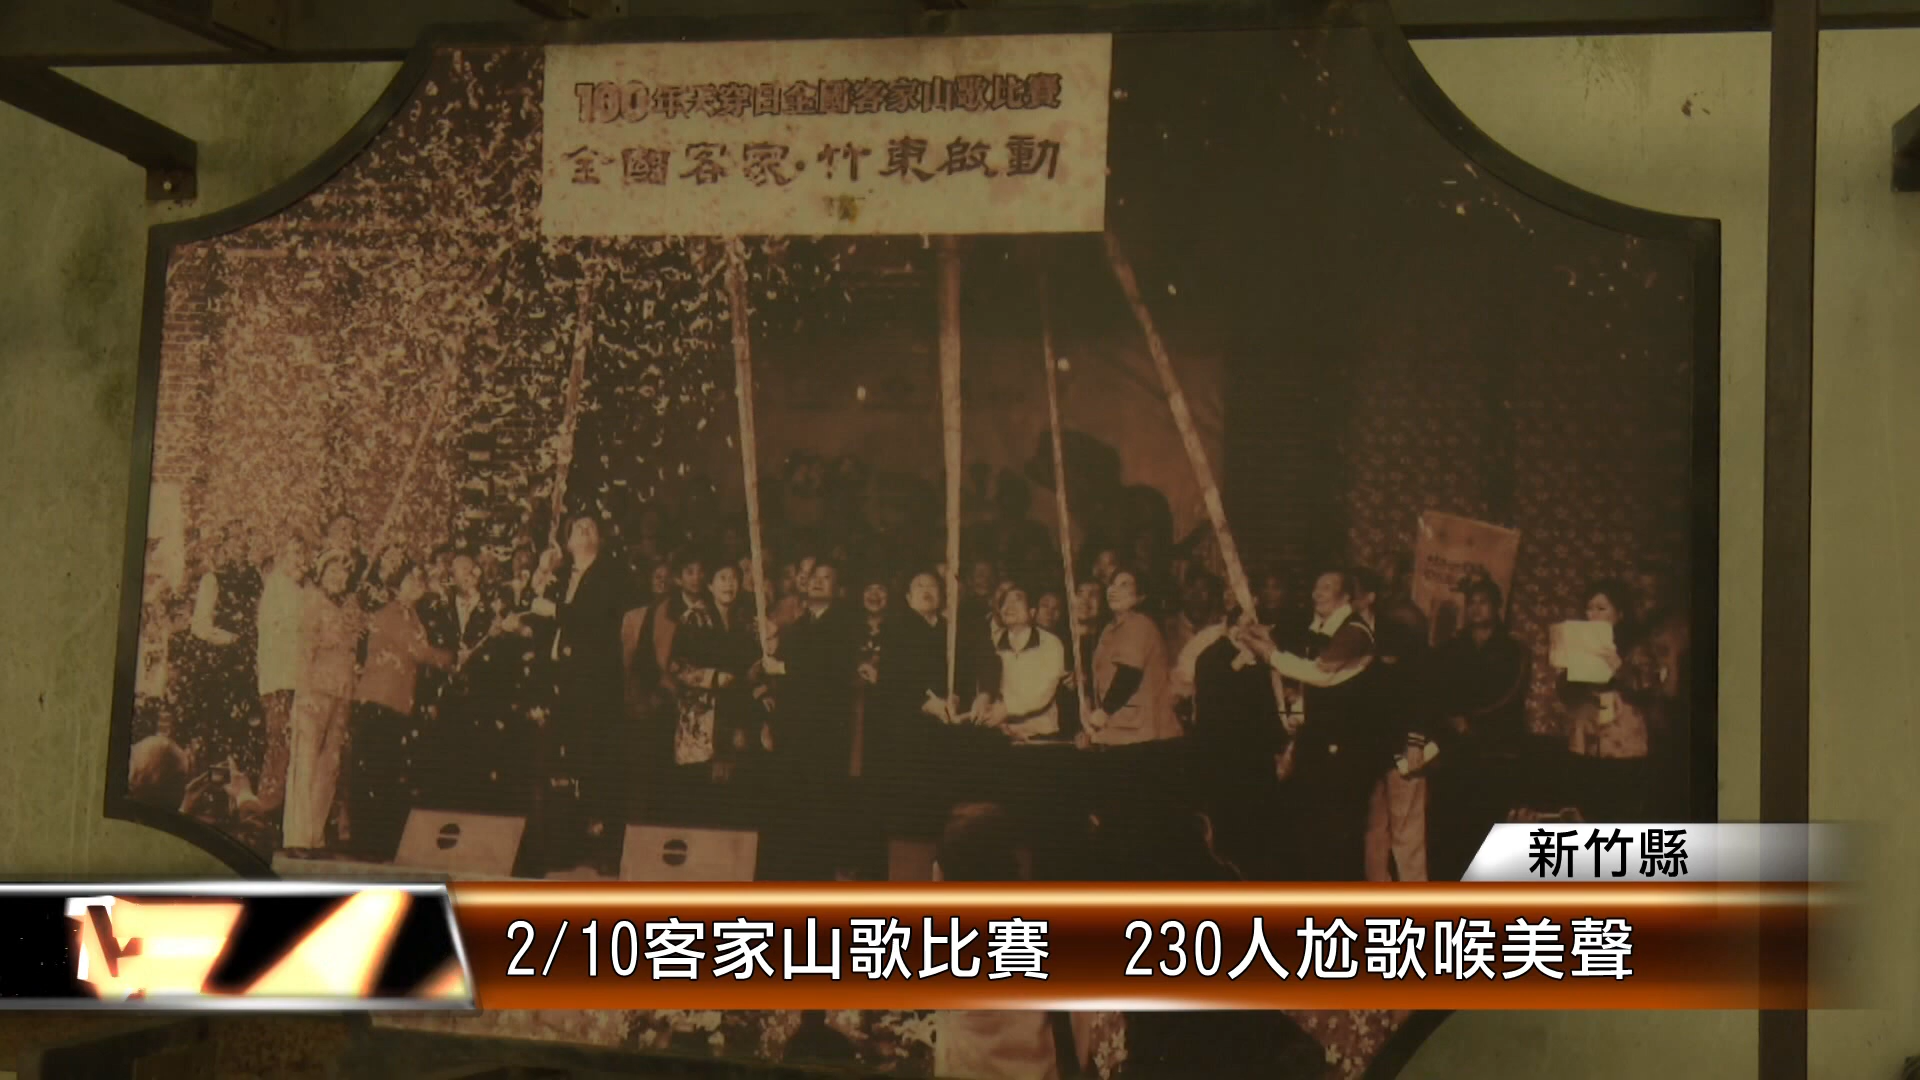 100年天穿日全國客家山歌比賽
全國客家·竹東啟動
新竹縣
2/10客家山歌比賽 230人尬歌喉美聲